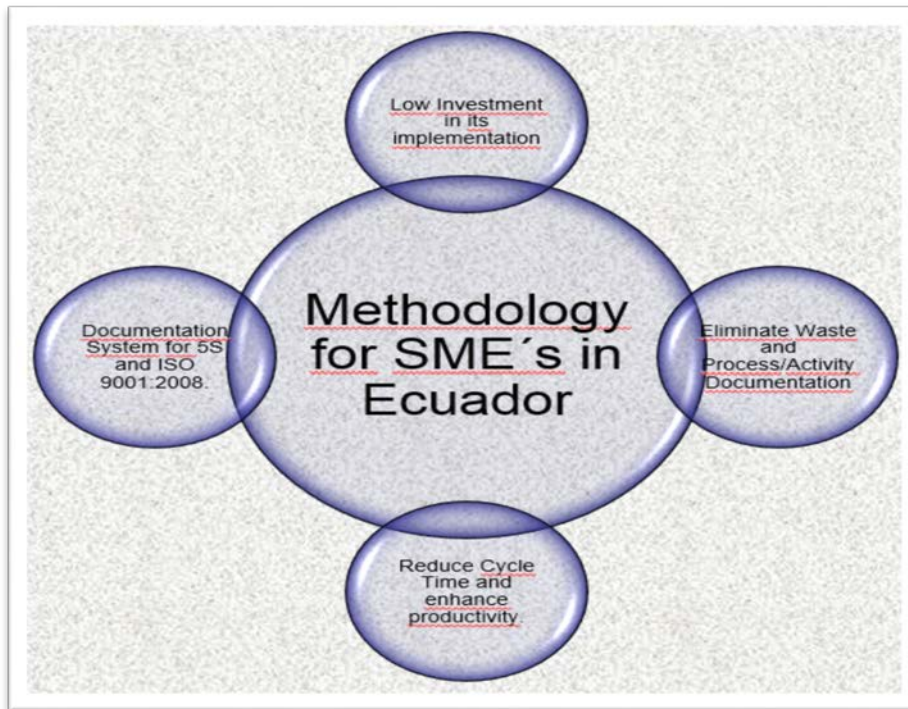 Low Investment
in its
implementation
Documentation
System for 5S
and ISO
9001:2008.
Methodology
for SME´s in
Ecuador
Eliminate Waste
and
Process/Activity
Documentation
Reduce Cycle
Time and
enhance
productivity.